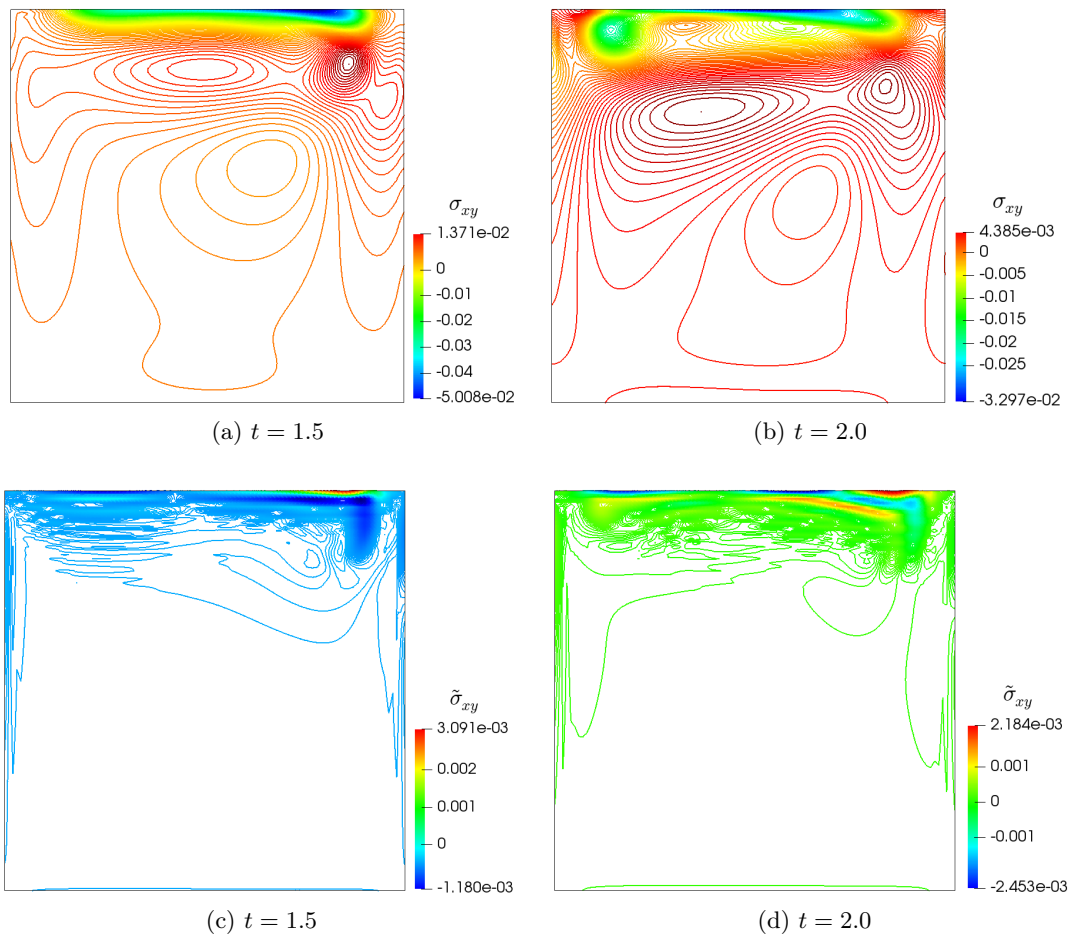 σxy
1.371e-02
0
-0.01
-0.02
-0.03
-0.04
-5.008e-02
(a) t = 1.5
σxy
4.385e-03
0
-0.005
-0.01
-0.015
-0.02
-0.025
-3.297e-02
(b) t = 2.0
σ̃xy
3.091e-03
0.002
0.001
0
-1.180e-03
(c) t = 1.5
σ̃xy
2.184e-03
0.001
0
-0.001
-2.453e-03
(d) t = 2.0